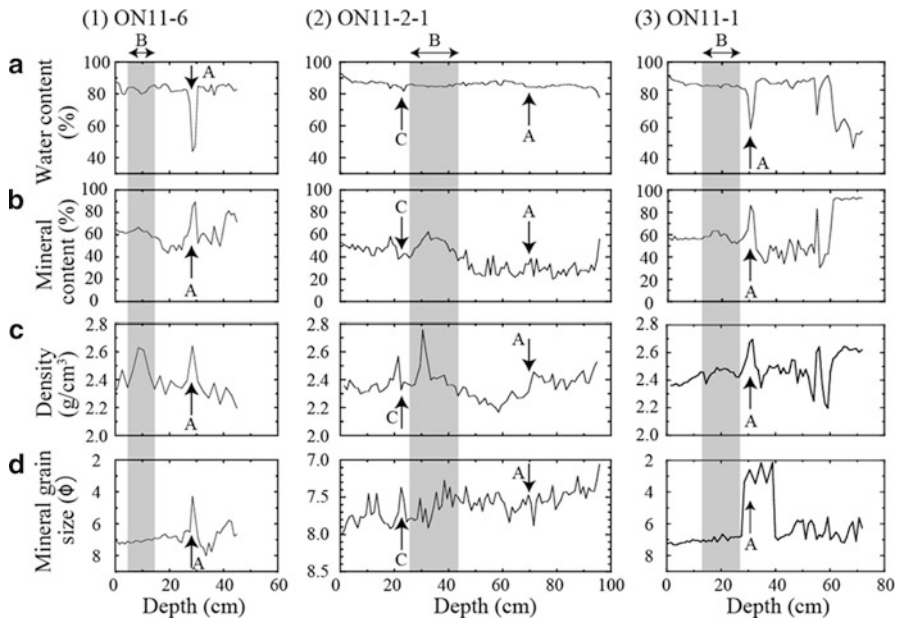 (1) ON11-6 (2) ON11-2-1 (3) ON11-1
B B B
a
Water content (%)
100 80 60 40
A
100 80 60 40
C A
100 80 60 40
A
b
Mineral content (%)
100 80 60 40 20 0
A
100 80 60 40 20 0
C A
100 80 60 40 20 0
A
c
Density (g/cm³)
2.8 2.6 2.4 2.2 2.0
A
2.8 2.6 2.4 2.2 2.0
C A
2.8 2.6 2.4 2.2 2.0
A
d
Mineral grain size (Φ)
2 4 6 8
A
7.0 7.5 8.0 8.5
C A
2 4 6 8
A
0 20 40 60 0 20 40 60 80 100 0 20 40 60 80
Depth (cm) Depth (cm) Depth (cm)